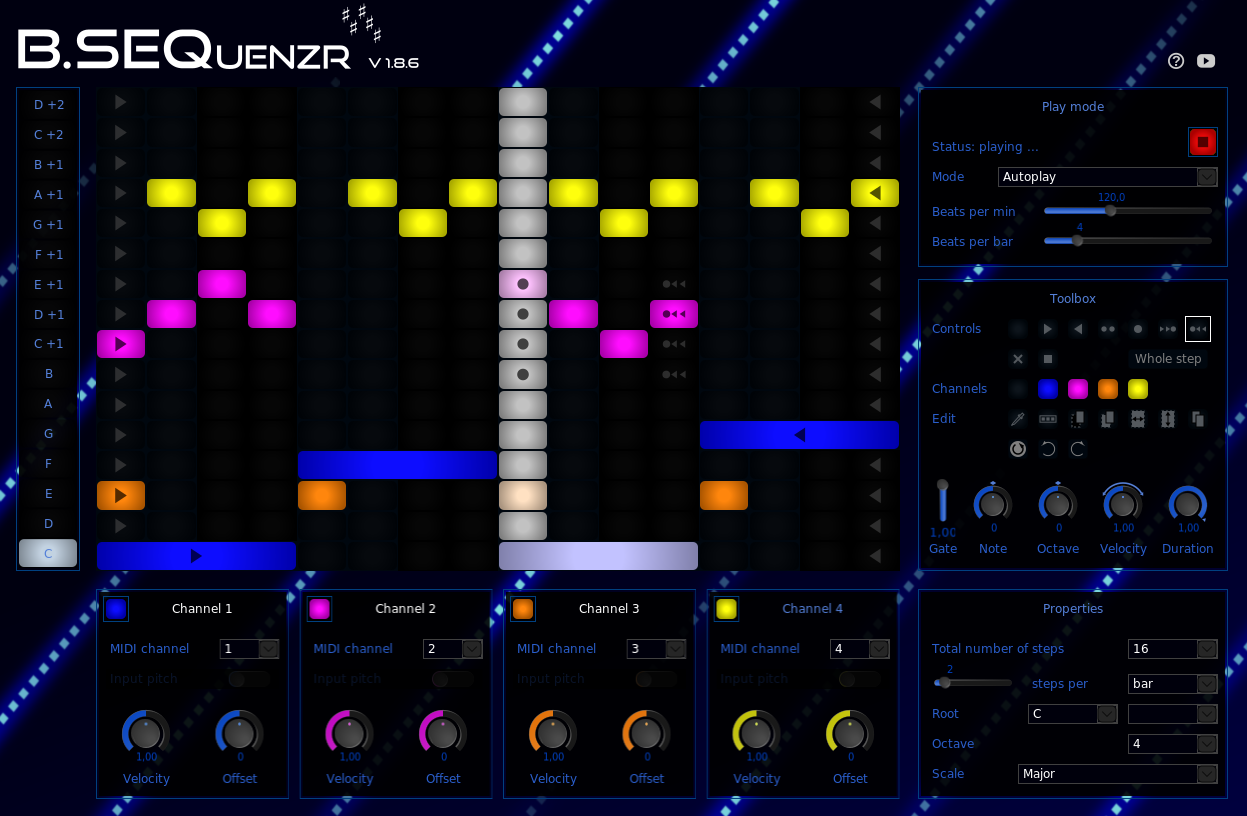 B.SEQuenzr V 1.8.6
D +2
C +2
B +1
A +1
G +1
F +1
E +1
D +1
C +1
B
A
G
F
E
D
C
Play mode
Status: playing ...
Mode Autoplay
120,0
Beats per min
4
Beats per bar
Toolbox
Controls
Whole step
Channels
Edit
1,00 0 0 1,00 1,00
Gate Note Octave Velocity Duration
Channel 1
MIDI channel 1
Input pitch
1,00 0
Velocity Offset
Channel 2
MIDI channel 2
Input pitch
1,00 0
Velocity Offset
Channel 3
MIDI channel 3
Input pitch
1,00 0
Velocity Offset
Channel 4
MIDI channel 4
Input pitch
1,00 0
Velocity Offset
Properties
Total number of steps 16
2
steps per bar
Root C
Octave 4
Scale Major